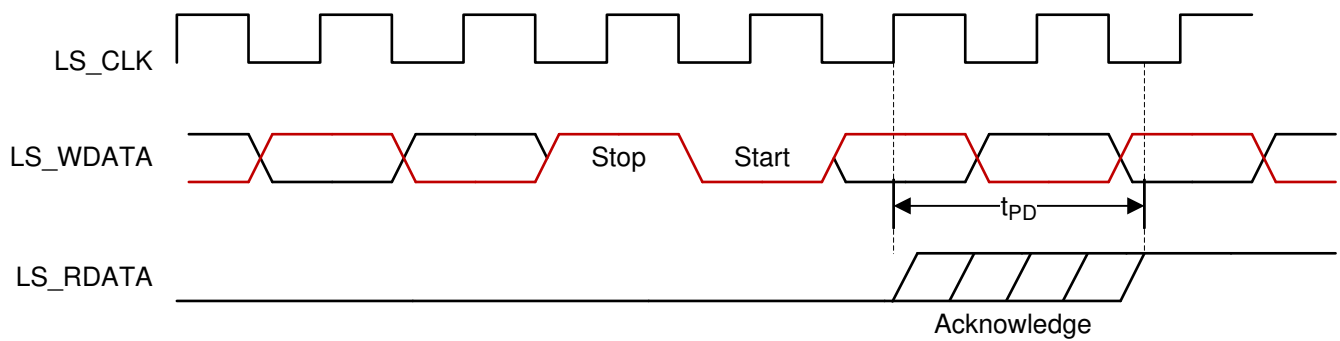 LS_CLK
LS_WDATA
Stop
Start
tPD
LS_RDATA
Acknowledge